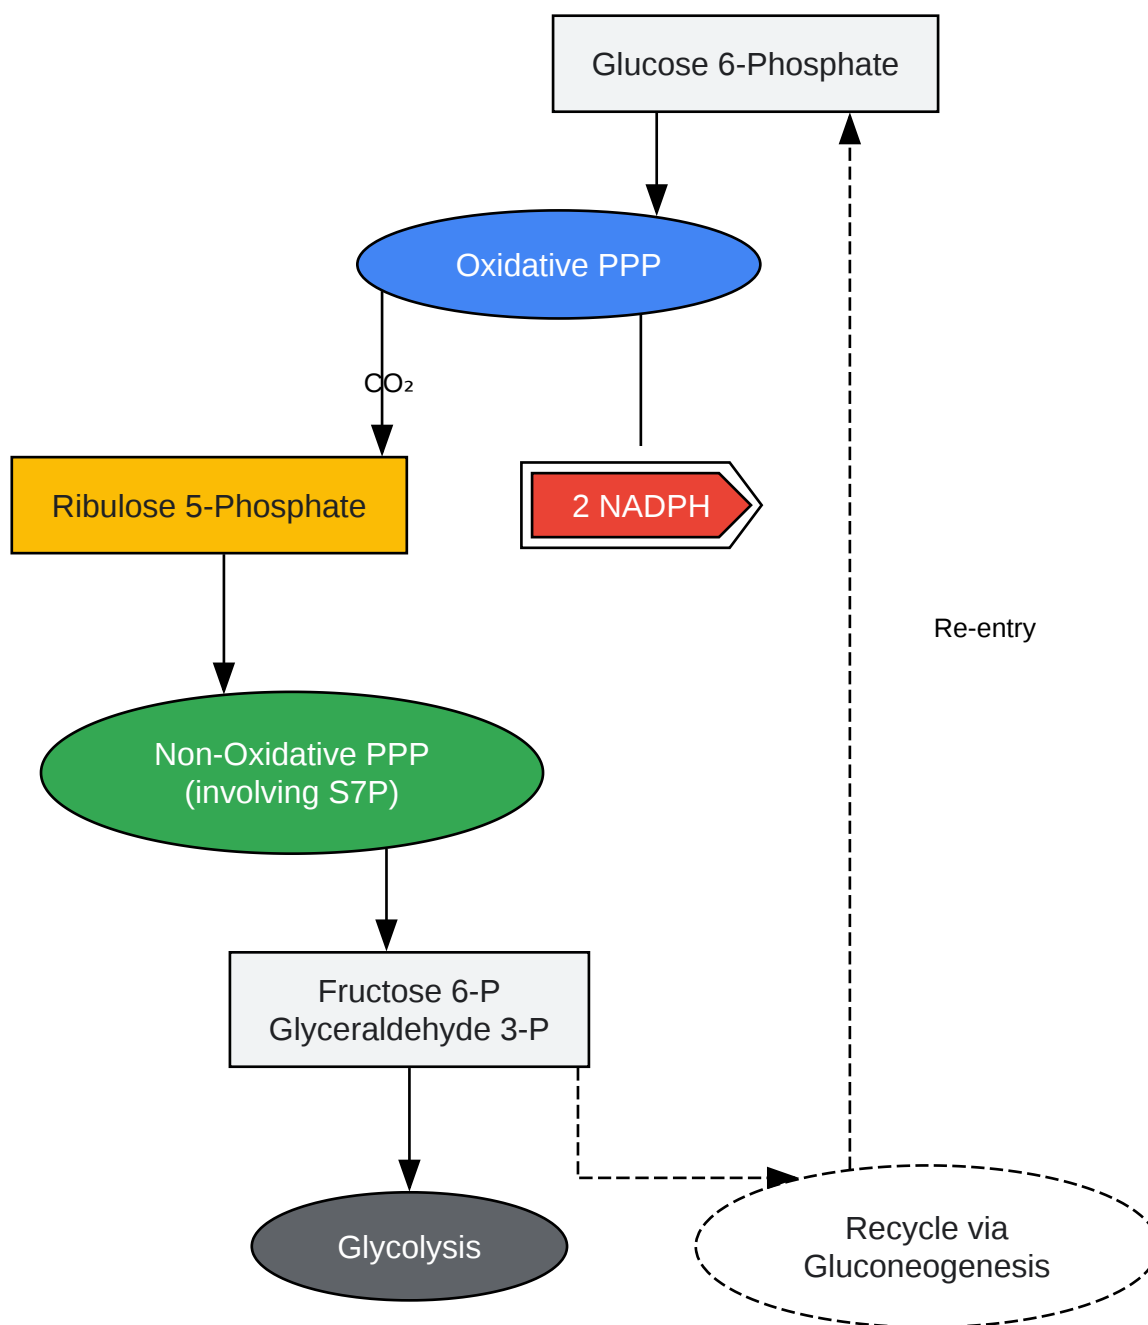 Glucose 6-Phosphate
Oxidative PPP
CO₂
Ribulose 5-Phosphate
2 NADPH
Re-entry
Non-Oxidative PPP
(involving S7P)
Fructose 6-P
Glyceraldehyde 3-P
Glycolysis
Recycle via
Gluconeogenesis